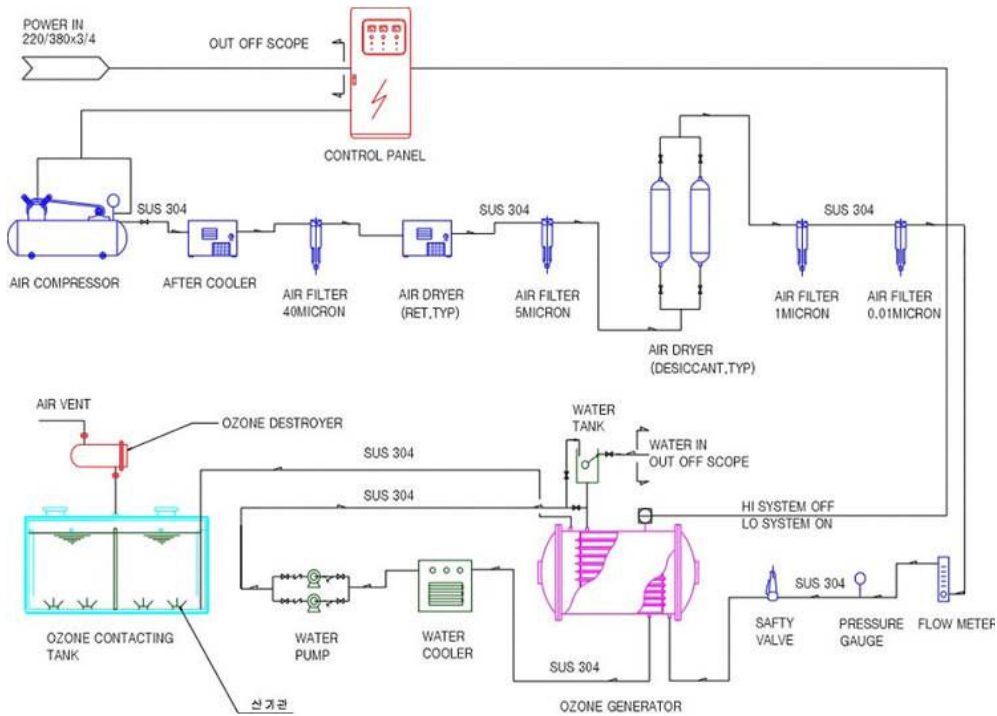 POWER IN
220/380x3/4
OUT OFF SCOPE
CONTROL PANEL
SUS 304
SUS 304
SUS 304
AIR COMPRESSOR
AFTER COOLER
AIR FILTER
40MICRON
AIR DRYER
(RET,TYP)
AIR FILTER
5MICRON
AIR FILTER
1MICRON
AIR FILTER
0.01MICRON
AIR DRYER
(DESICCANT,TYP)
AIR VENT
OZONE DESTROYER
WATER
TANK
WATER IN
OUT OFF SCOPE
SUS 304
SUS 304
HI SYSTEM OFF
LO SYSTEM ON
SUS 304
OZONE CONTACTING
TANK
WATER
PUMP
WATER
COOLER
SAFTY
VALVE
PRESSURE
GAUGE
FLOW METER
SUS 304
산기관
OZONE GENERATOR